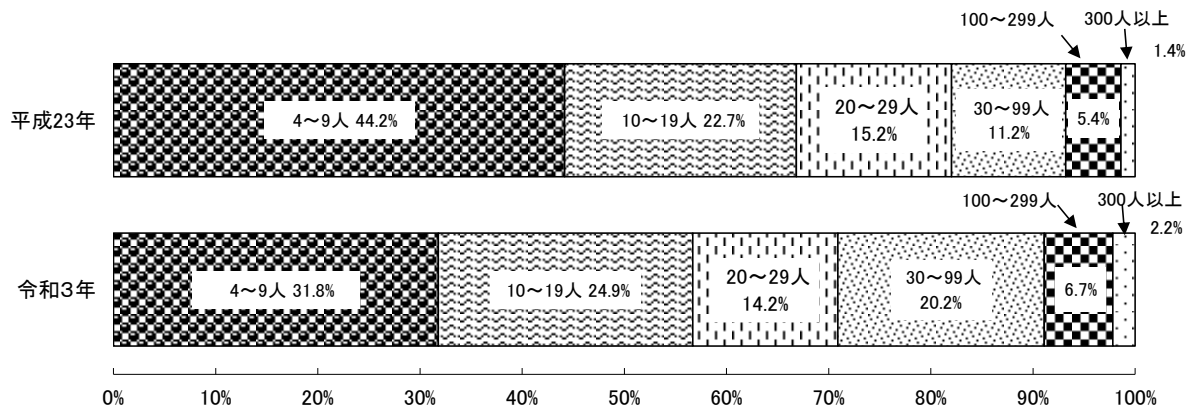 100～299人
300人以上
1.4%
平成23年
4～9人 44.2%
10～19人 22.7%
20～29人
15.2%
30～99人
11.2%
5.4%
100～299人
300人以上
2.2%
令和3年
4～9人 31.8%
10～19人 24.9%
20～29人
14.2%
30～99人
20.2%
6.7%
0%
10%
20%
30%
40%
50%
60%
70%
80%
90%
100%